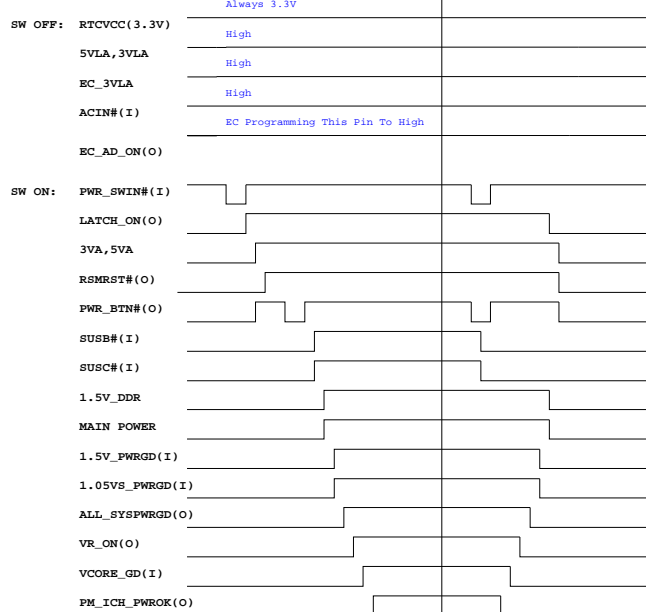 Always 3.3V
SW OFF: RTCVCC(3.3V)
High
5VLA,3VLA
High
EC_3VLA
High
ACIN#(I)
EC Programming This Pin To High
EC_AD_ON(O)
SW ON: PWR_SWIN#(I)
LATCH_ON(O)
3VA,5VA
RSMRST#(O)
PWR_BTN#(O)
SUSB#(I)
SUSC#(I)
1.5V_DDR
MAIN POWER
1.5V_PWRGD(I)
1.05VS_PWRGD(I)
ALL_SYSPWRGD(O)
VR_ON(O)
VCORE_GD(I)
PM_ICH_PWROK(O)